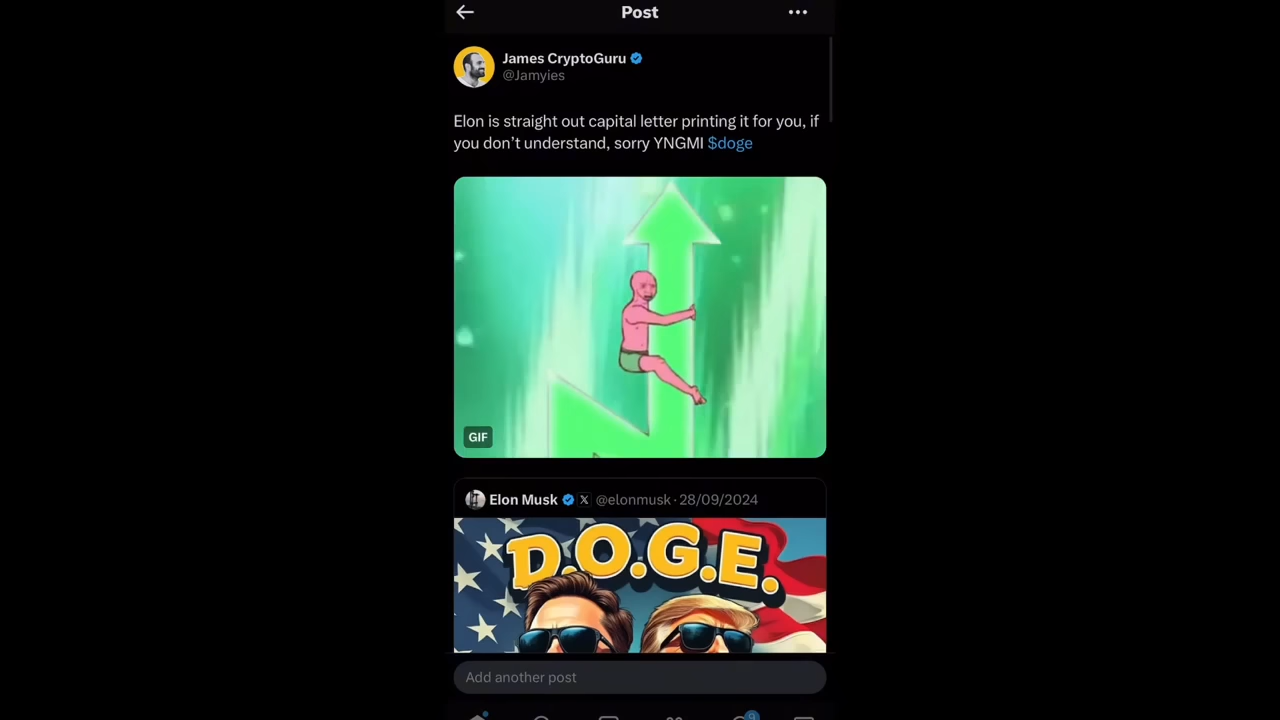 Post
James CryptoGuru
@Jamyies
Elon is straight out capital letter printing it for you, if
you don’t understand, sorry YNGMI $doge
GIF
Elon Musk X @elonmusk · 28/09/2024
D.O.G.E.
Add another post
9